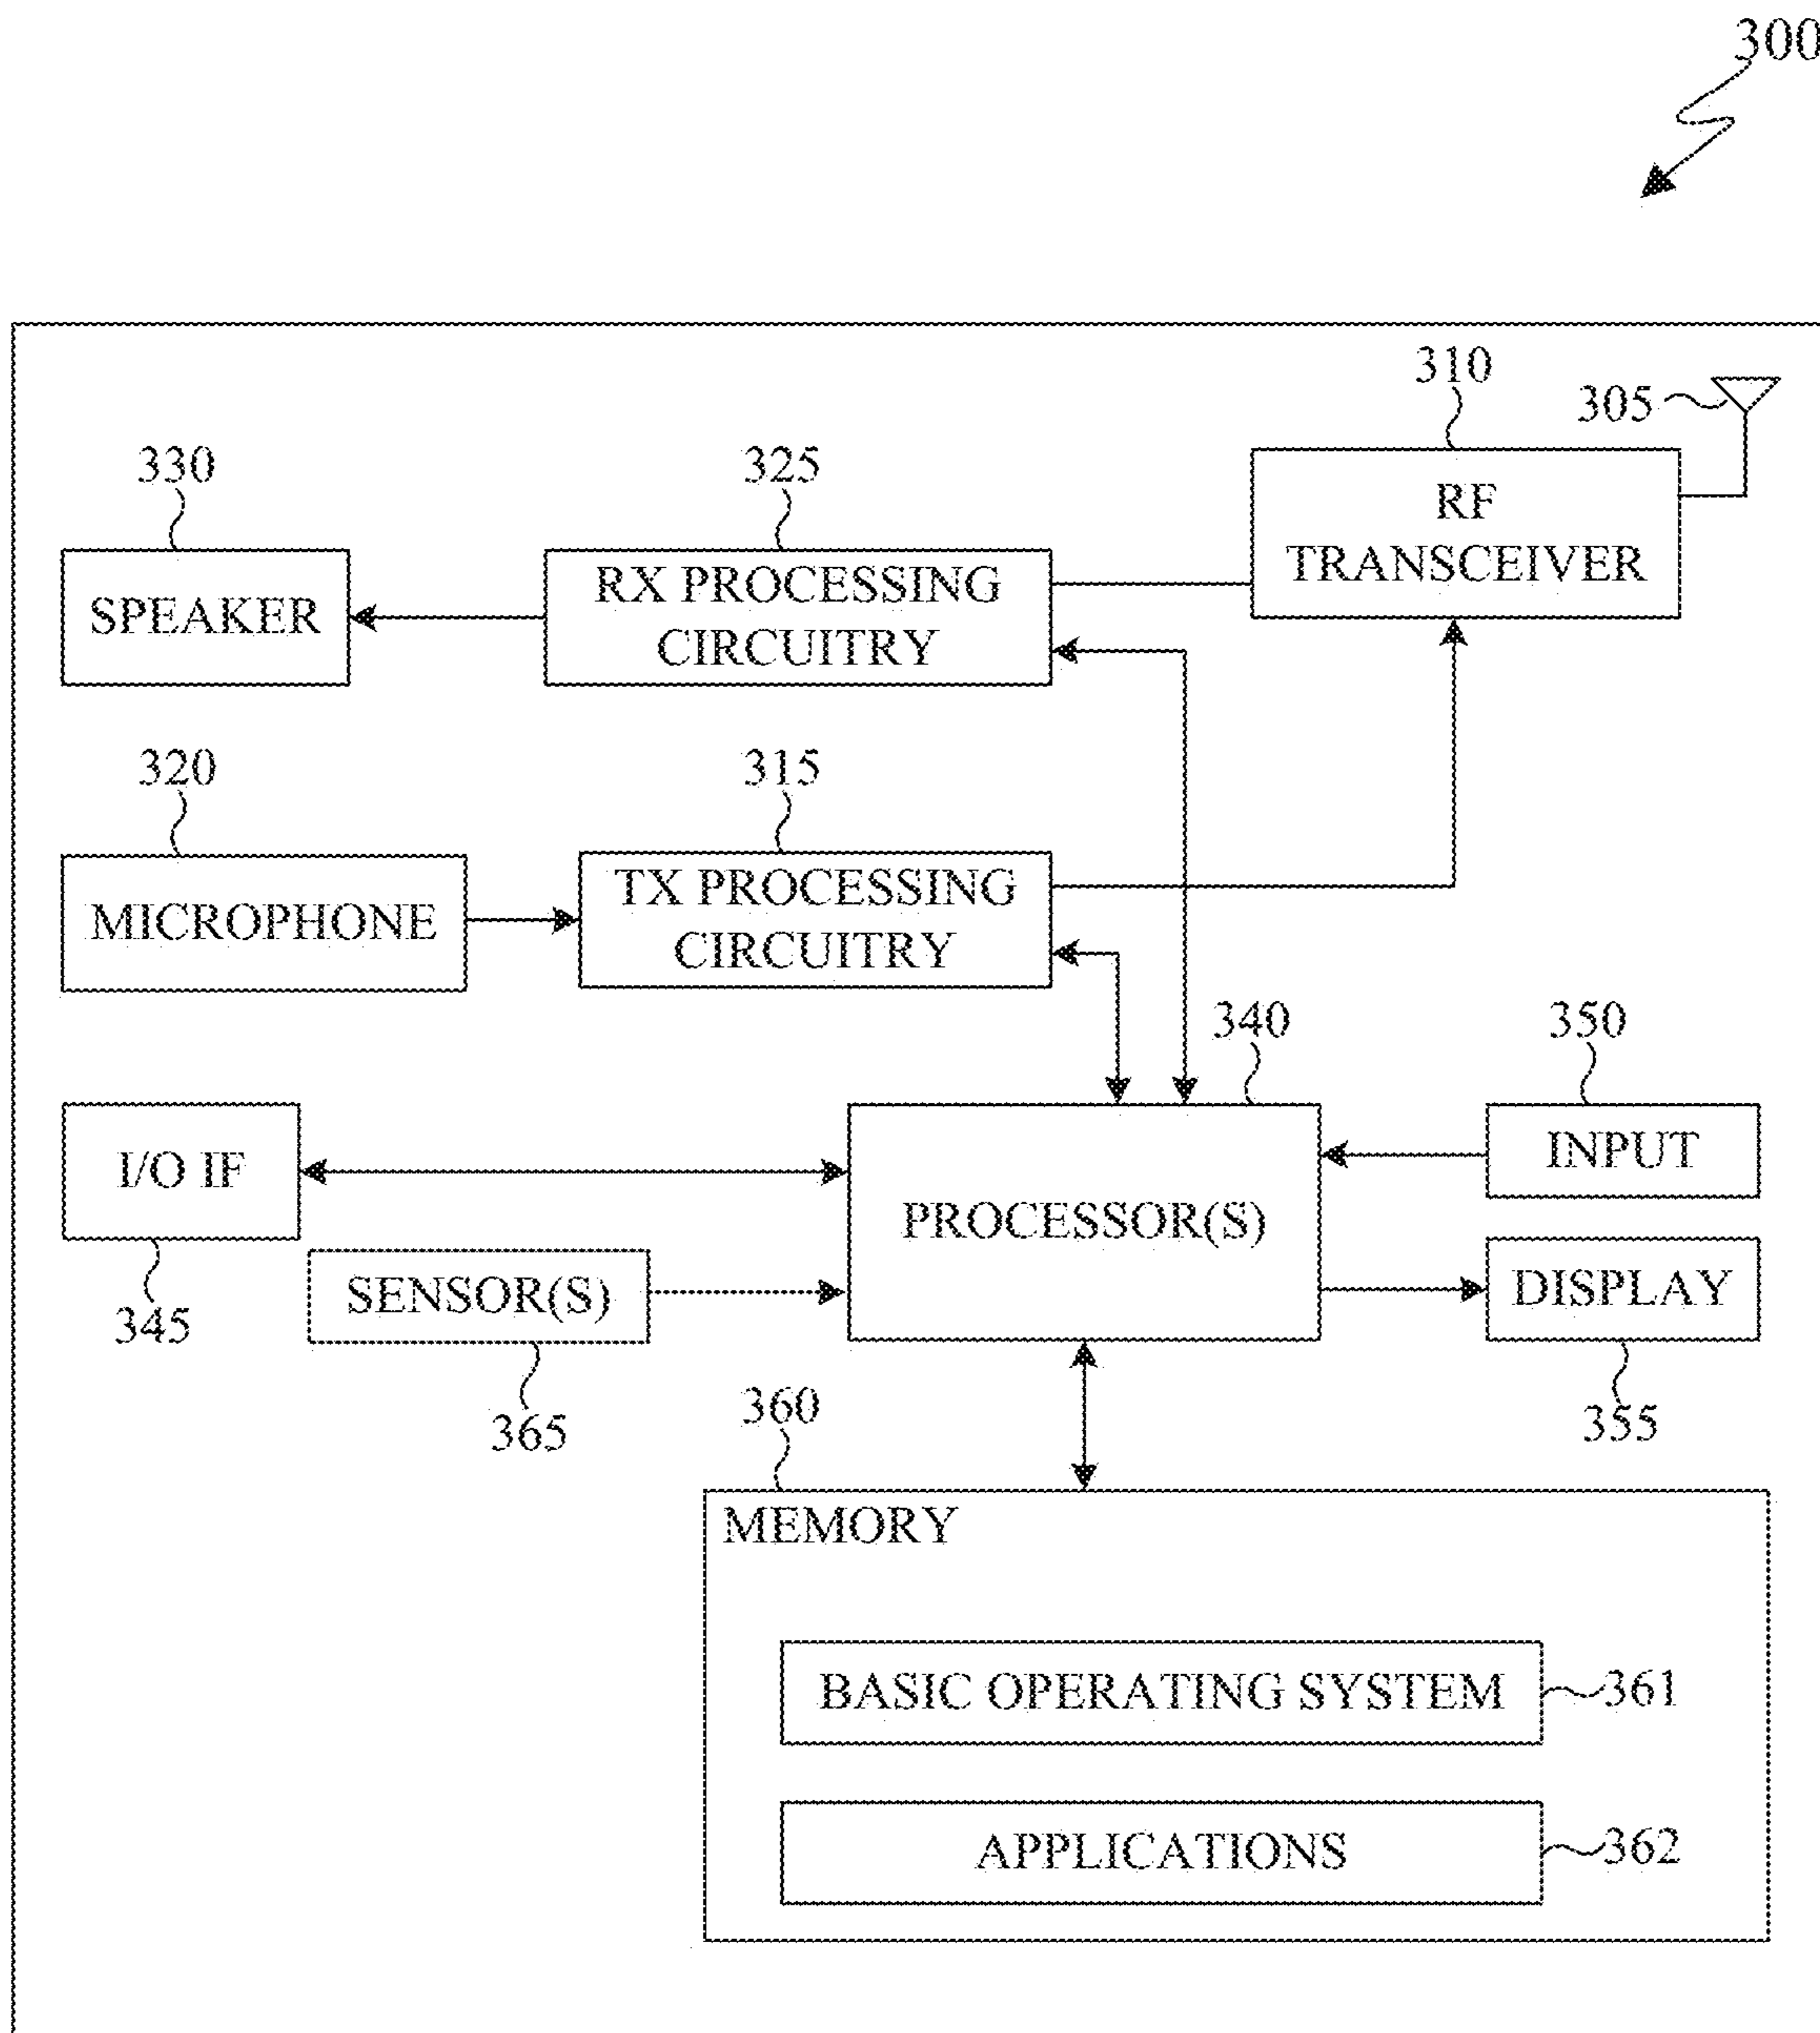 300
310
305
330
325
RF
TRANSCEIVER
SPEAKER
RX PROCESSING
CIRCUITRY
320
315
MICROPHONE
TX PROCESSING
CIRCUITRY
340
350
I/O IF
PROCESSOR(S)
INPUT
345
SENSOR(S)
DISPLAY
365
360
355
MEMORY
BASIC OPERATING SYSTEM
361
APPLICATIONS
362